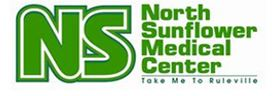 NS
North
Sunflower
Medical
Center
Take Me To Ruleville